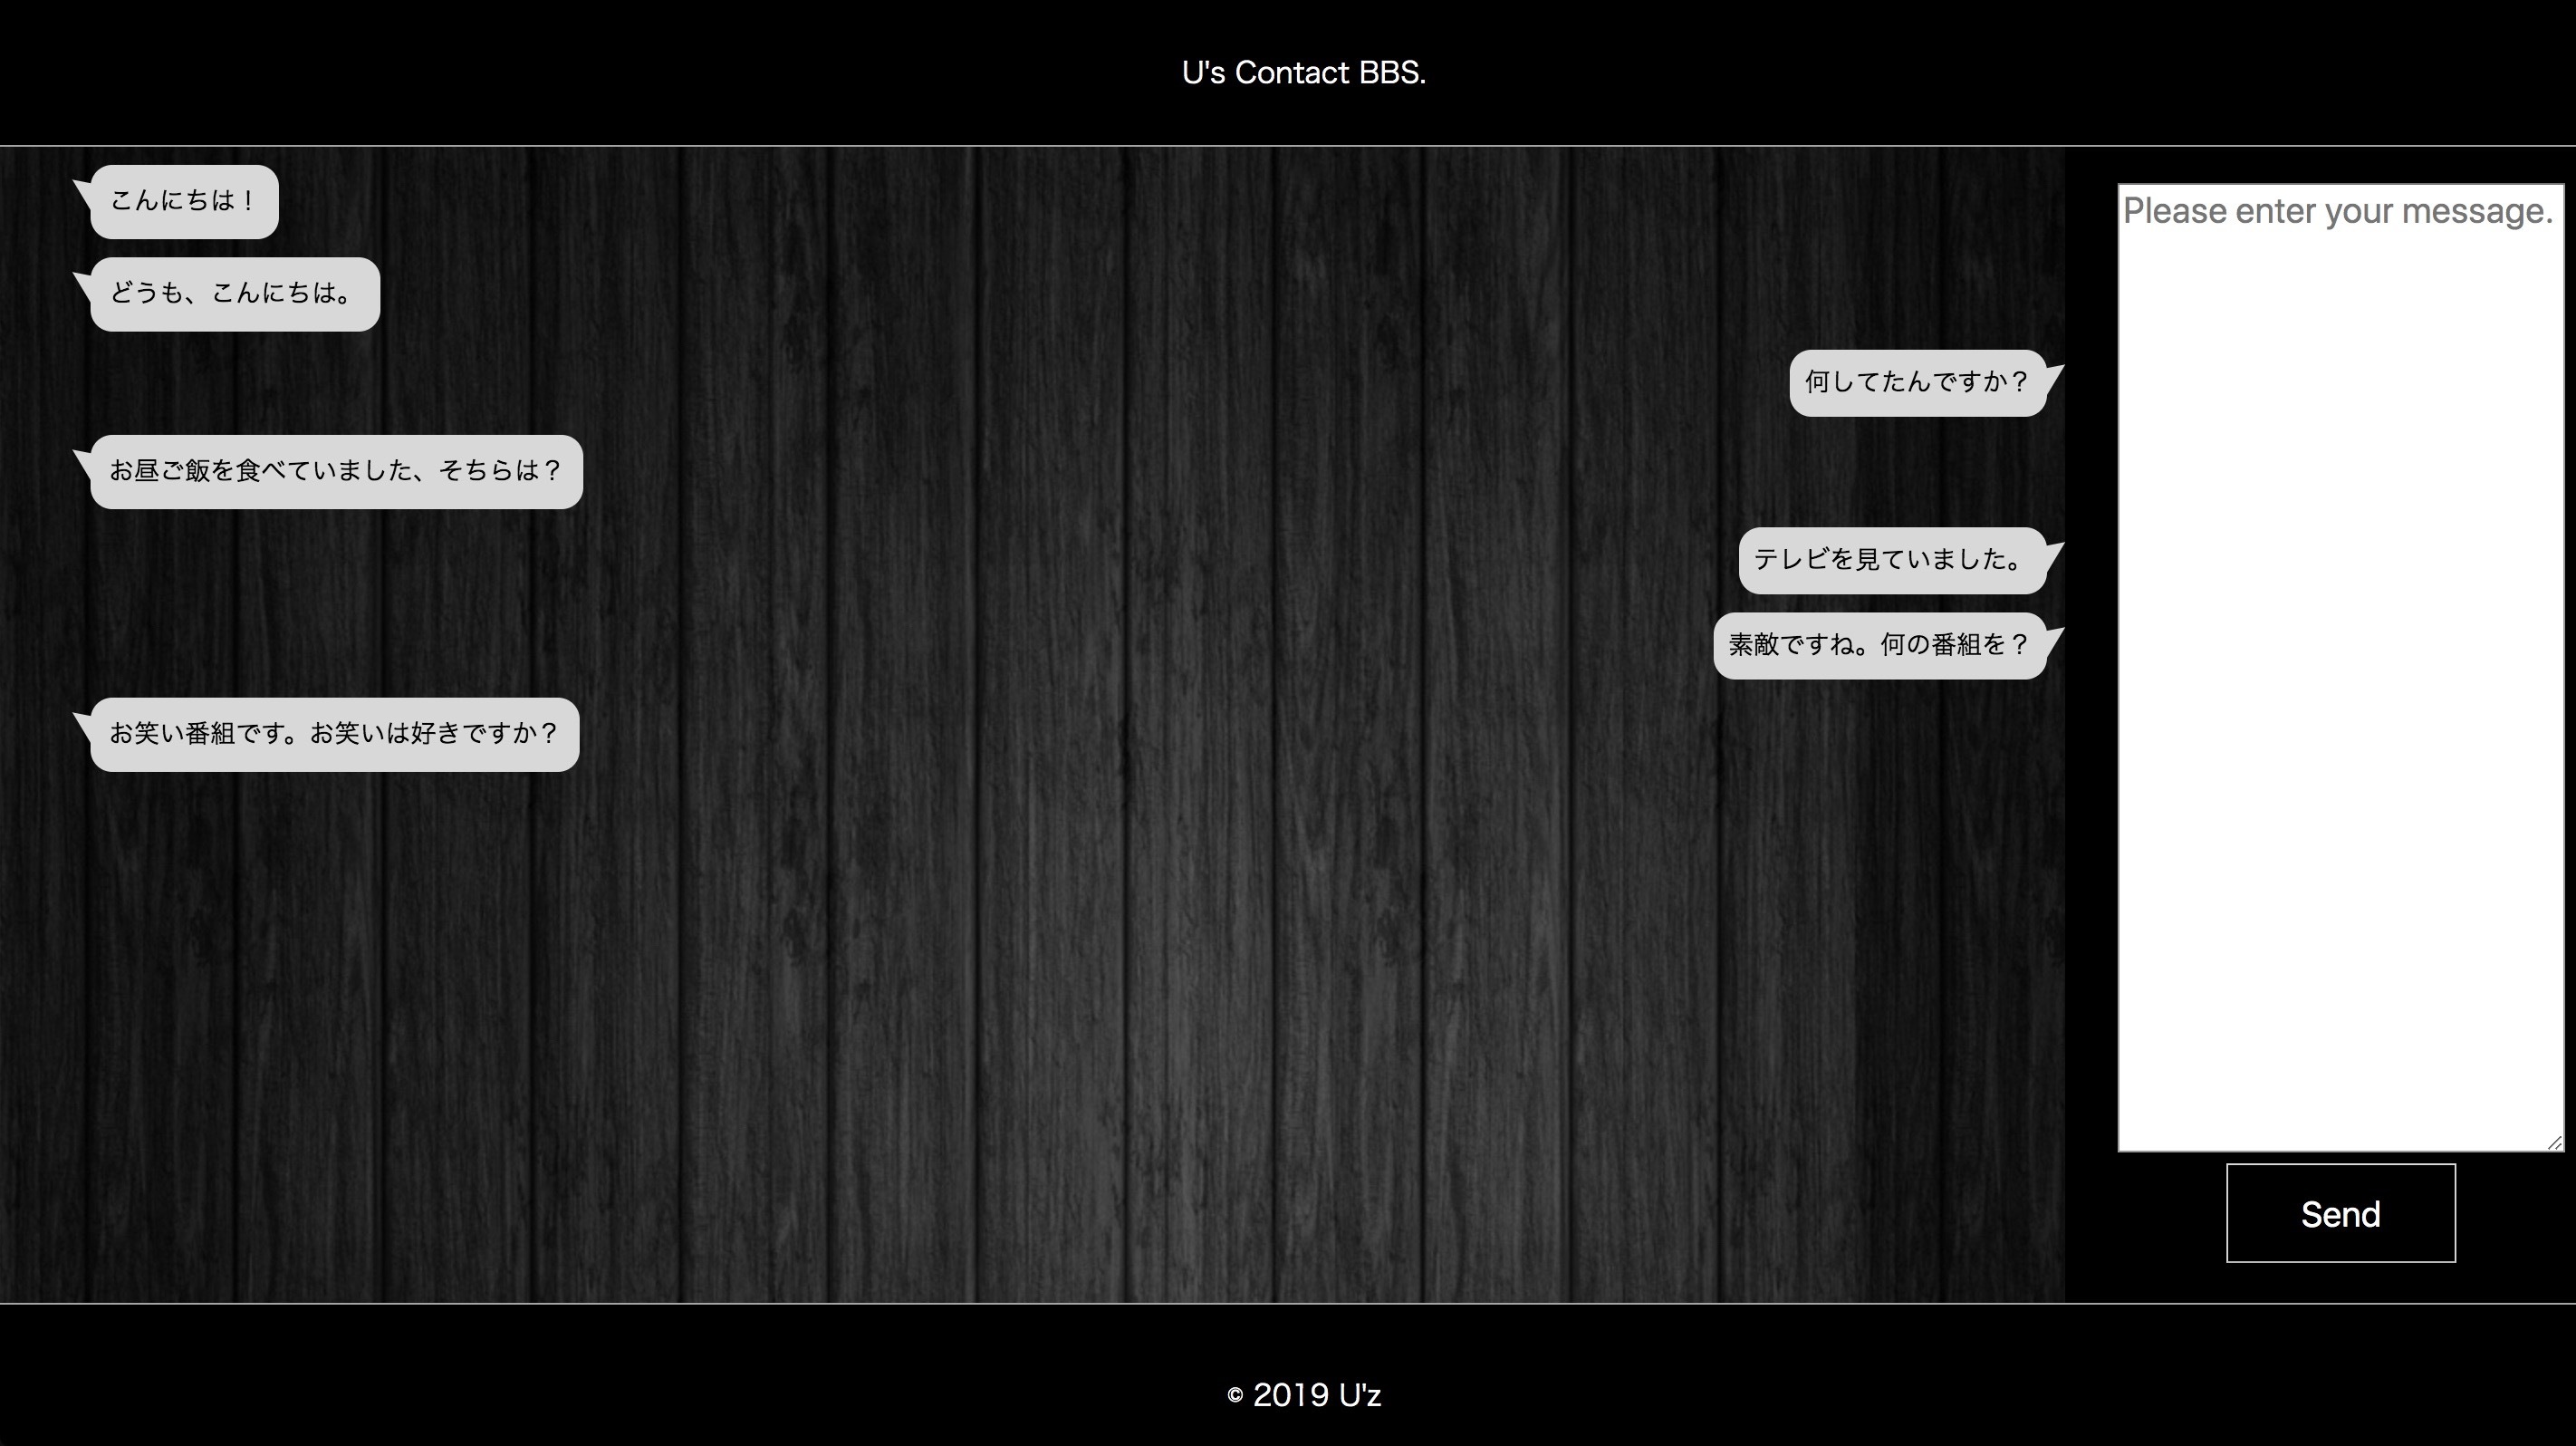 U's Contact BBS.
こんにちは！
どうも、こんにちは。
何してたんですか？
お昼ご飯を食べていました、そちらは？
テレビを見ていました。
素敵ですね。何の番組を？
お笑い番組です。お笑いは好きですか？
Please enter your message.
Send
© 2019 U'z